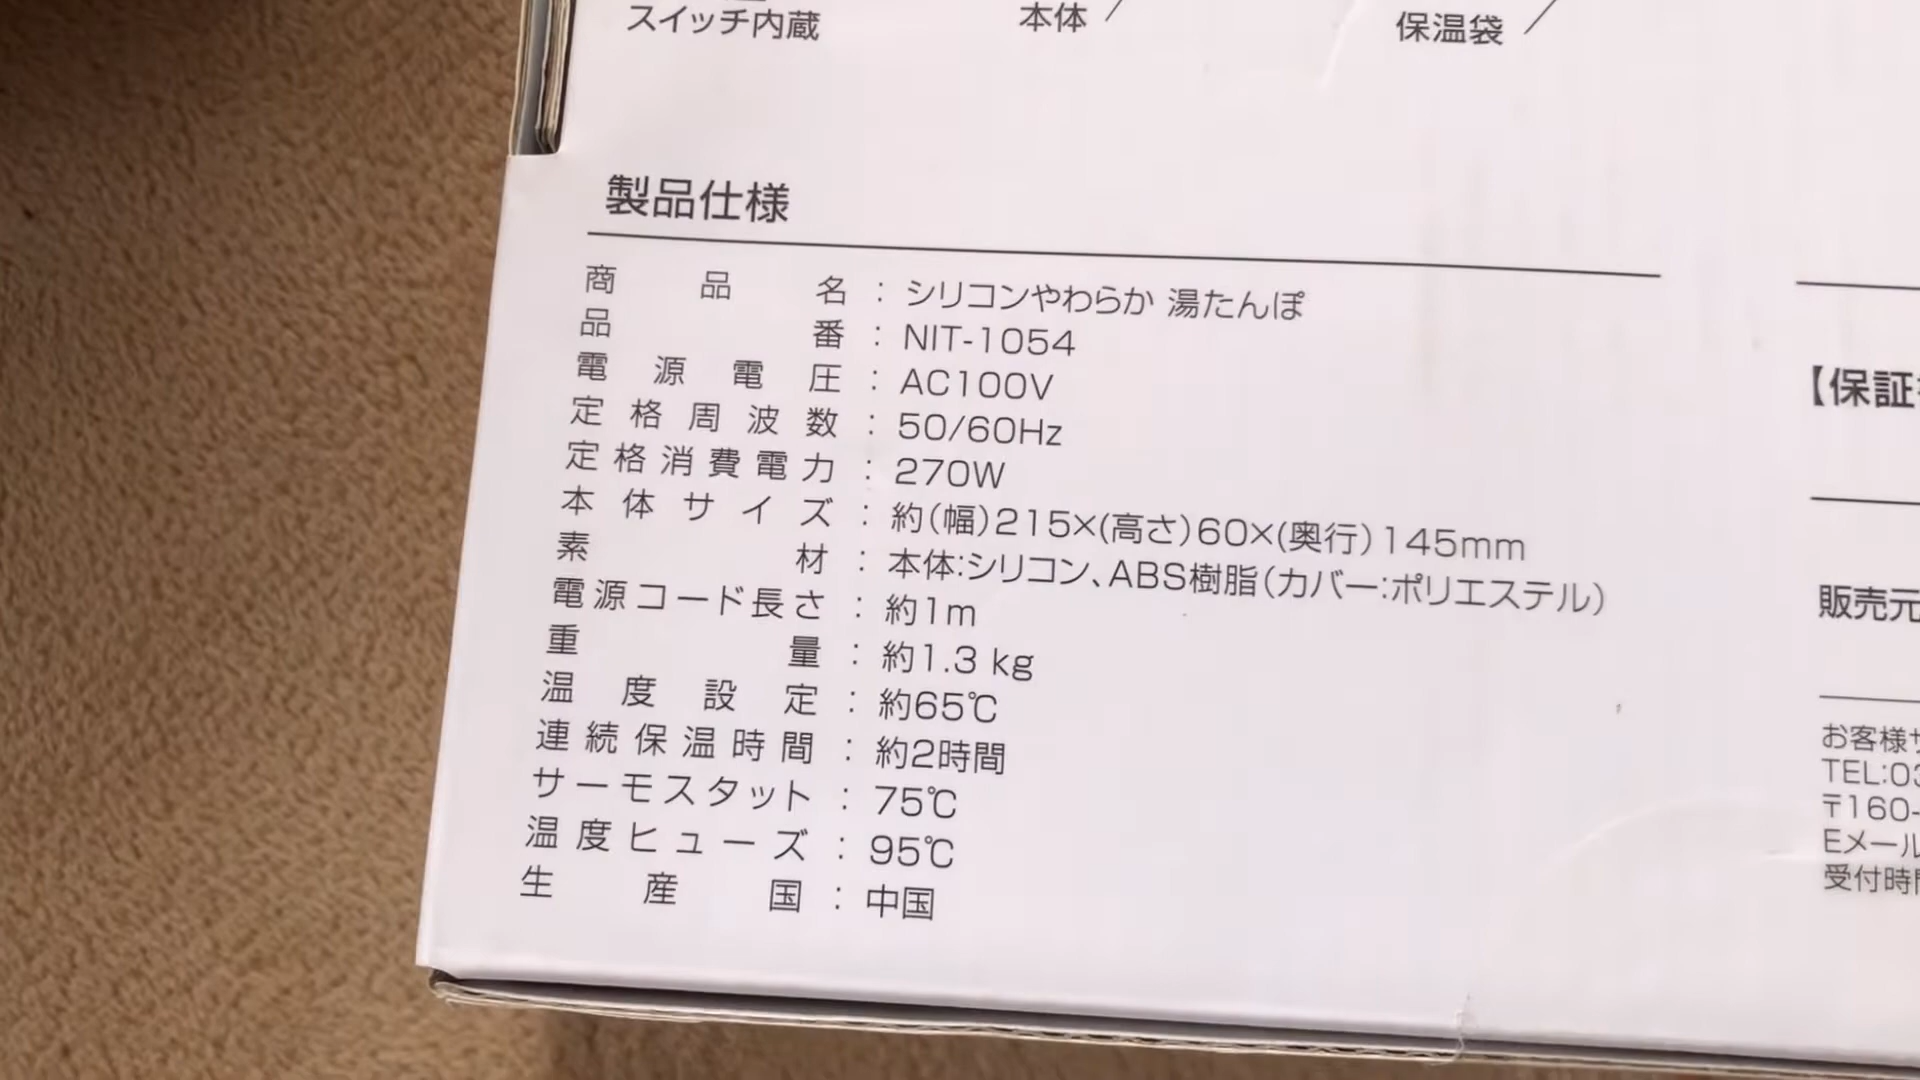 スイッチ内蔵
本体
保温袋
製品仕様
商品名：シリコンやわらか 湯たんぽ
品番：NIT-1054
電源電圧：AC100V
定格周波数：50/60Hz
定格消費電力：270W
本体サイズ：約(幅)215×(高さ)60×(奥行)145mm
素材：本体:シリコン、ABS樹脂(カバー:ポリエステル)
電源コード長さ：約1m
重量：約1.3 kg
温度設定：約65℃
連続保温時間：約2時間
サーモスタット：75℃
温度ヒューズ：95℃
生産国：中国
【保証
販売元
お客様サ
TEL:03
〒160-
Eメール
受付時